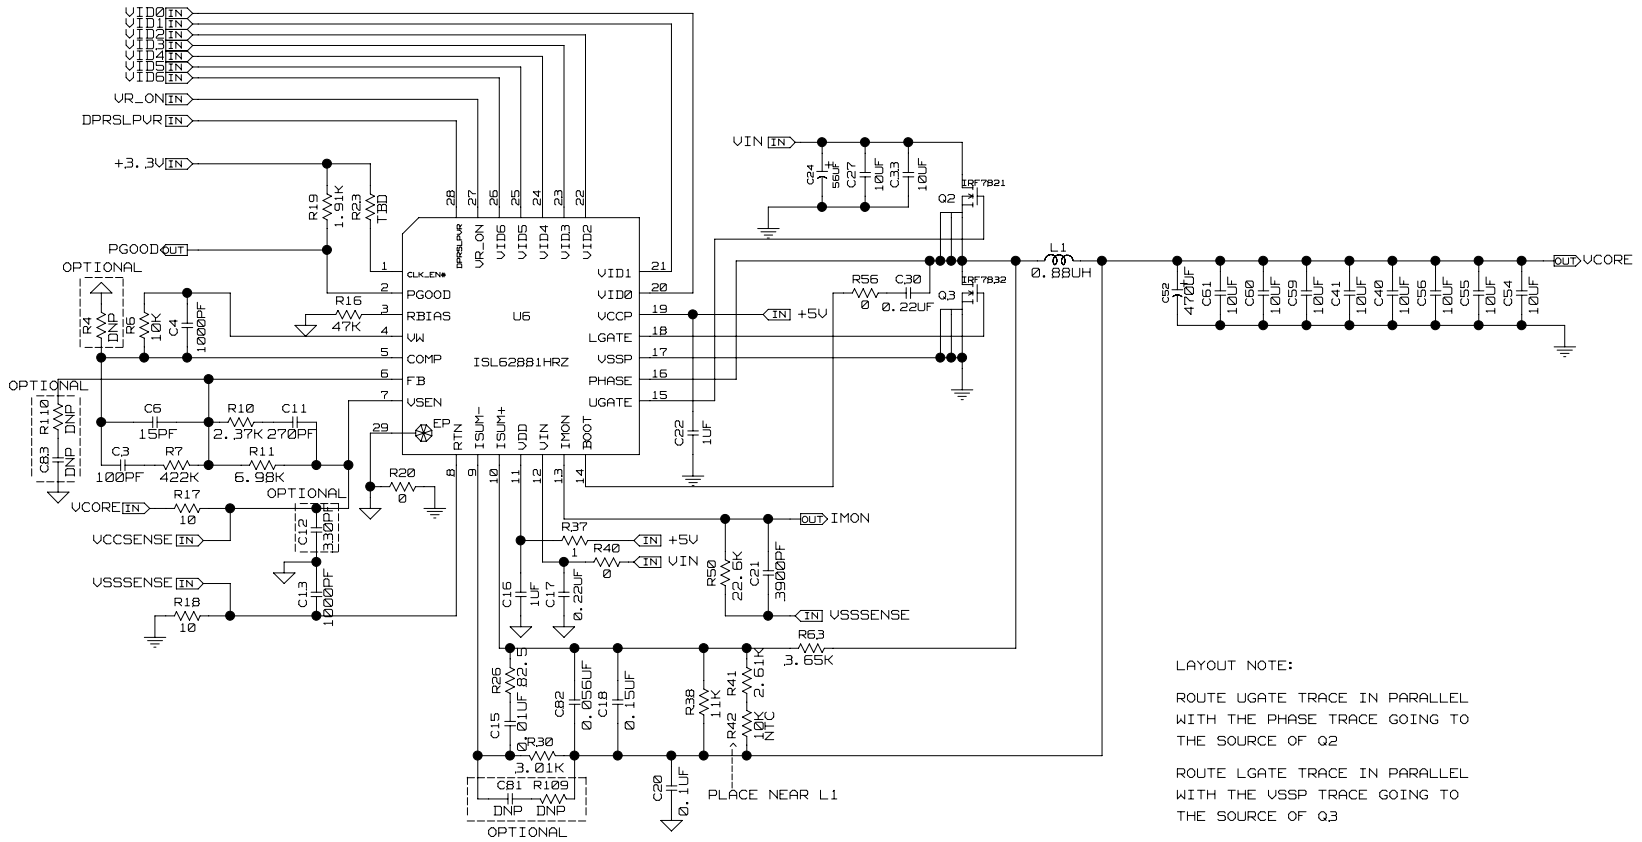 VID0 IN
VID1 IN
VID2 IN
VID3 IN
VID4 IN
VID5 IN
VID6 IN
VR_ON IN
DPRSLPVR IN
+3.3V IN
R19
1.91K
R23
TBD
PGOOD OUT
OPTIONAL
R4
DNP
R6
10K
C4
1000PF
R16
47K
28
27
26
25
24
23
22
DPRSLPVR
VR_ON
VID6
VID5
VID4
VID3
VID2
1
CLK_EN#
2
PGOOD
3
RBIAS
4
VW
5
COMP
6
FB
7
VSEN
29
EP
U6
ISL62881HRZ
VID1
21
VID0
20
VCCP
19
LGATE
18
VSSP
17
PHASE
16
UGATE
15
RTN
ISUM-
ISUM+
VDD
VIN
IMON
BOOT
8
9
10
11
12
13
14
VIN IN
C24
56UF
C27
10UF
C33
10UF
IRF7821
Q2
R56
0
C30
0.22UF
IRF7832
Q3
IN +5V
C22
1UF
L1
0.88UH
OUT VCORE
C52
470UF
C61
10UF
C60
10UF
C59
10UF
C41
10UF
C40
10UF
C56
10UF
C55
10UF
C54
10UF
OPTIONAL
R110
DNP
C83
DNP
C6
15PF
R10
2.37K
C11
270PF
C3
100PF
R7
422K
R11
6.98K
R20
0
VCORE IN
R17
10
OPTIONAL
C12
330PF
VCCSENSE IN
VSSSENSE IN
R18
10
C13
1000PF
R37
1
IN +5V
R40
0
IN VIN
C16
1UF
C17
0.22UF
OUT IMON
R50
22.6K
C21
3900PF
IN VSSSENSE
R63
3.65K
R26
82.5
C15
0.01UF
C82
0.056UF
C18
0.15UF
R38
11K
R41
2.61K
R42
10K
NTC
R30
3.01K
C81
DNP
R109
DNP
OPTIONAL
C20
0.1UF
PLACE NEAR L1
LAYOUT NOTE:
ROUTE UGATE TRACE IN PARALLEL
WITH THE PHASE TRACE GOING TO
THE SOURCE OF Q2
ROUTE LGATE TRACE IN PARALLEL
WITH THE VSSP TRACE GOING TO
THE SOURCE OF Q3